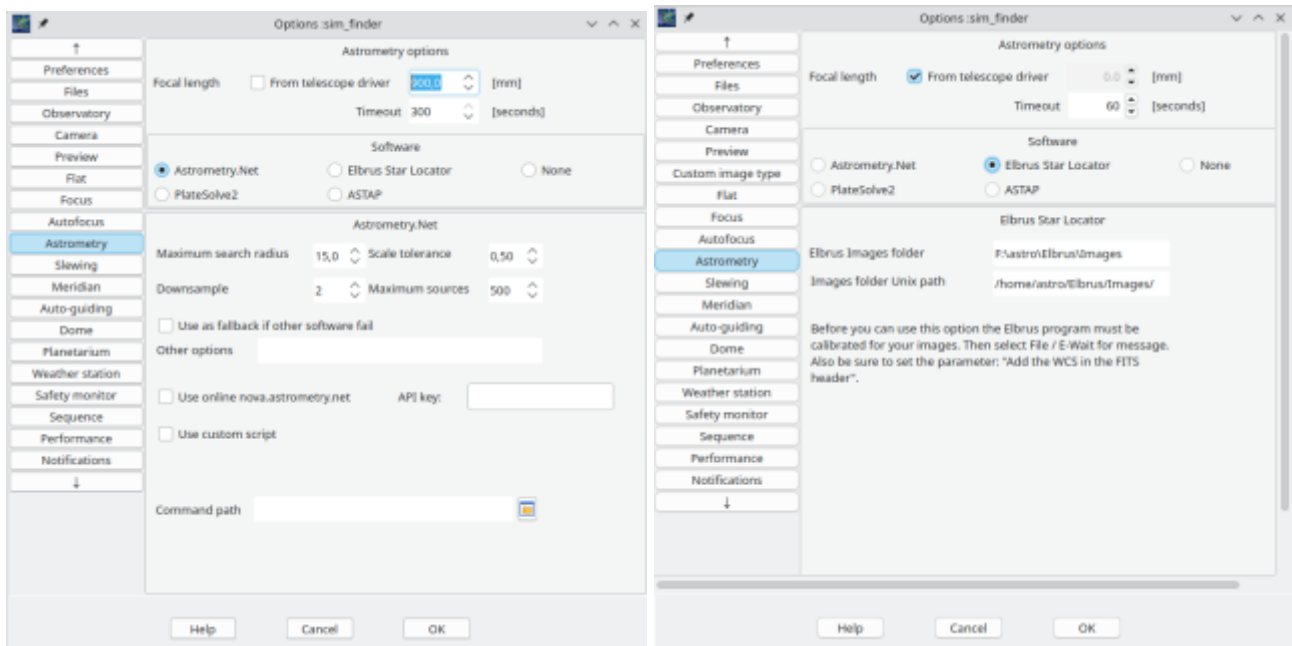 Options :sim_finder
↑
Preferences
Files
Observatory
Camera
Preview
Flat
Focus
Autofocus
Astrometry
Slewing
Meridian
Auto-guiding
Dome
Planetarium
Weather station
Safety monitor
Sequence
Performance
Notifications
↓
Astrometry options
Focal length From telescope driver 900,0 [mm]
Timeout 300 [seconds]
Software
Astrometry.Net Elbrus Star Locator None
PlateSolve2 ASTAP
Astrometry.Net
Maximum search radius 15,0 Scale tolerance 0,50
Downsample 2 Maximum sources 500
Use as fallback if other software fail
Other options
Use online nova.astrometry.net API key:
Use custom script
Command path
Help Cancel OK
Options :sim_finder
↑
Preferences
Files
Observatory
Camera
Preview
Custom image type
Flat
Focus
Autofocus
Astrometry
Slewing
Meridian
Auto-guiding
Dome
Planetarium
Weather station
Safety monitor
Sequence
Performance
Notifications
↓
Astrometry options
Focal length From telescope driver 0.0 [mm]
Timeout 60 [seconds]
Software
Astrometry.Net Elbrus Star Locator None
PlateSolve2 ASTAP
Elbrus Star Locator
Elbrus Images folder F:\astro\Elbrus\Images
Images folder Unix path /home/astro/Elbrus/Images/
Before you can use this option the Elbrus program must be
calibrated for your images. Then select File / E-Wait for message.
Also be sure to set the parameter: "Add the WCS in the FITS
header".
Help Cancel OK